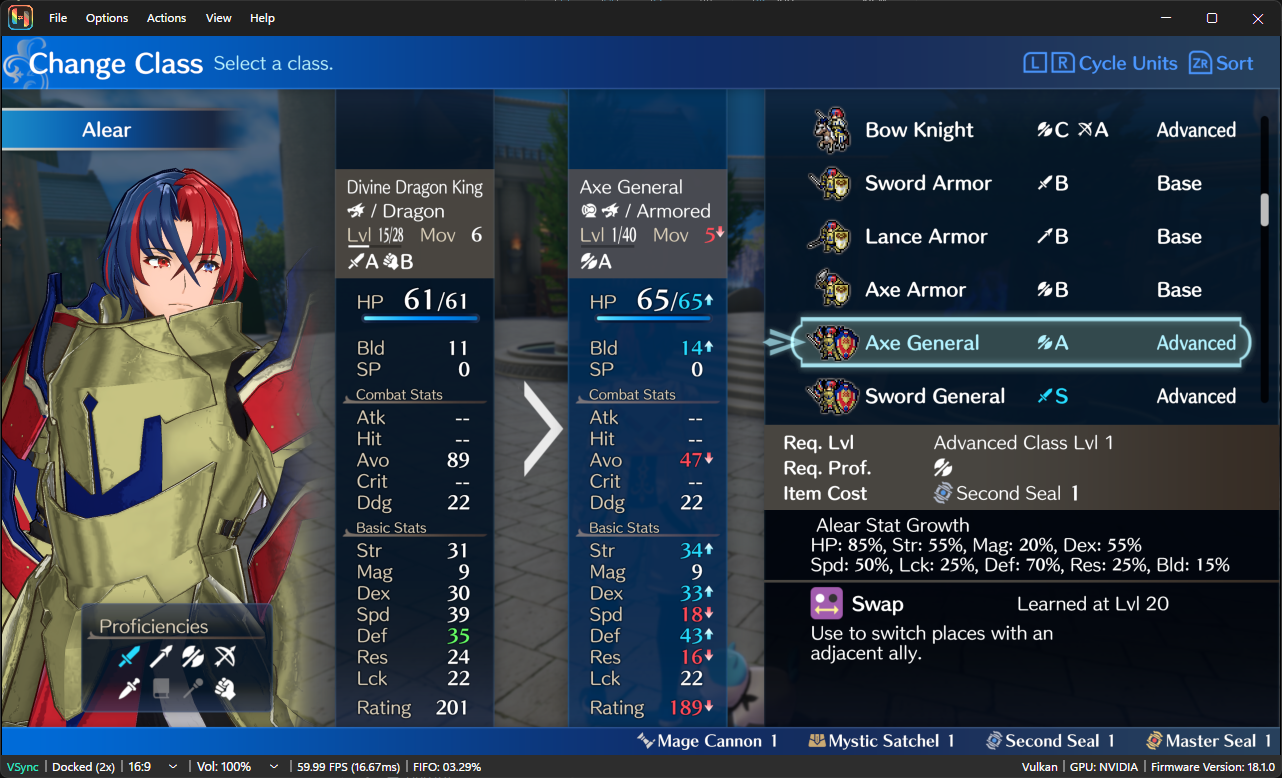 File Options Actions View Help
Change Class Select a class.
L R Cycle Units ZR Sort
Alear
Divine Dragon King
/ Dragon
Lvl 15/28 Mov 6
A B
HP 61/61
Bld 11
SP 0
Combat Stats
Atk --
Hit --
Avo 89
Crit --
Ddg 22
Basic Stats
Str 31
Mag 9
Dex 30
Spd 39
Def 35
Res 24
Lck 22
Rating 201
Axe General
/ Armored
Lvl 1/40 Mov 5
A
HP 65/65
Bld 14
SP 0
Combat Stats
Atk --
Hit --
Avo 47
Crit --
Ddg 22
Basic Stats
Str 34
Mag 9
Dex 33
Spd 18
Def 43
Res 16
Lck 22
Rating 189
Proficiencies
Bow Knight C A Advanced
Sword Armor B Base
Lance Armor B Base
Axe Armor B Base
Axe General A Advanced
Sword General S Advanced
Req. Lvl Advanced Class Lvl 1
Req. Prof.
Item Cost Second Seal 1
Alear Stat Growth
HP: 85%, Str: 55%, Mag: 20%, Dex: 55%
Spd: 50%, Lck: 25%, Def: 70%, Res: 25%, Bld: 15%
Swap Learned at Lvl 20
Use to switch places with an
adjacent ally.
Mage Cannon 1 Mystic Satchel 1 Second Seal 1 Master Seal 1
VSync | Docked (2x) | 16:9 | Vol: 100% | 59.99 FPS (16.67ms) | FIFO: 03.29% Vulkan | GPU: NVIDIA | Firmware Version: 18.1.0